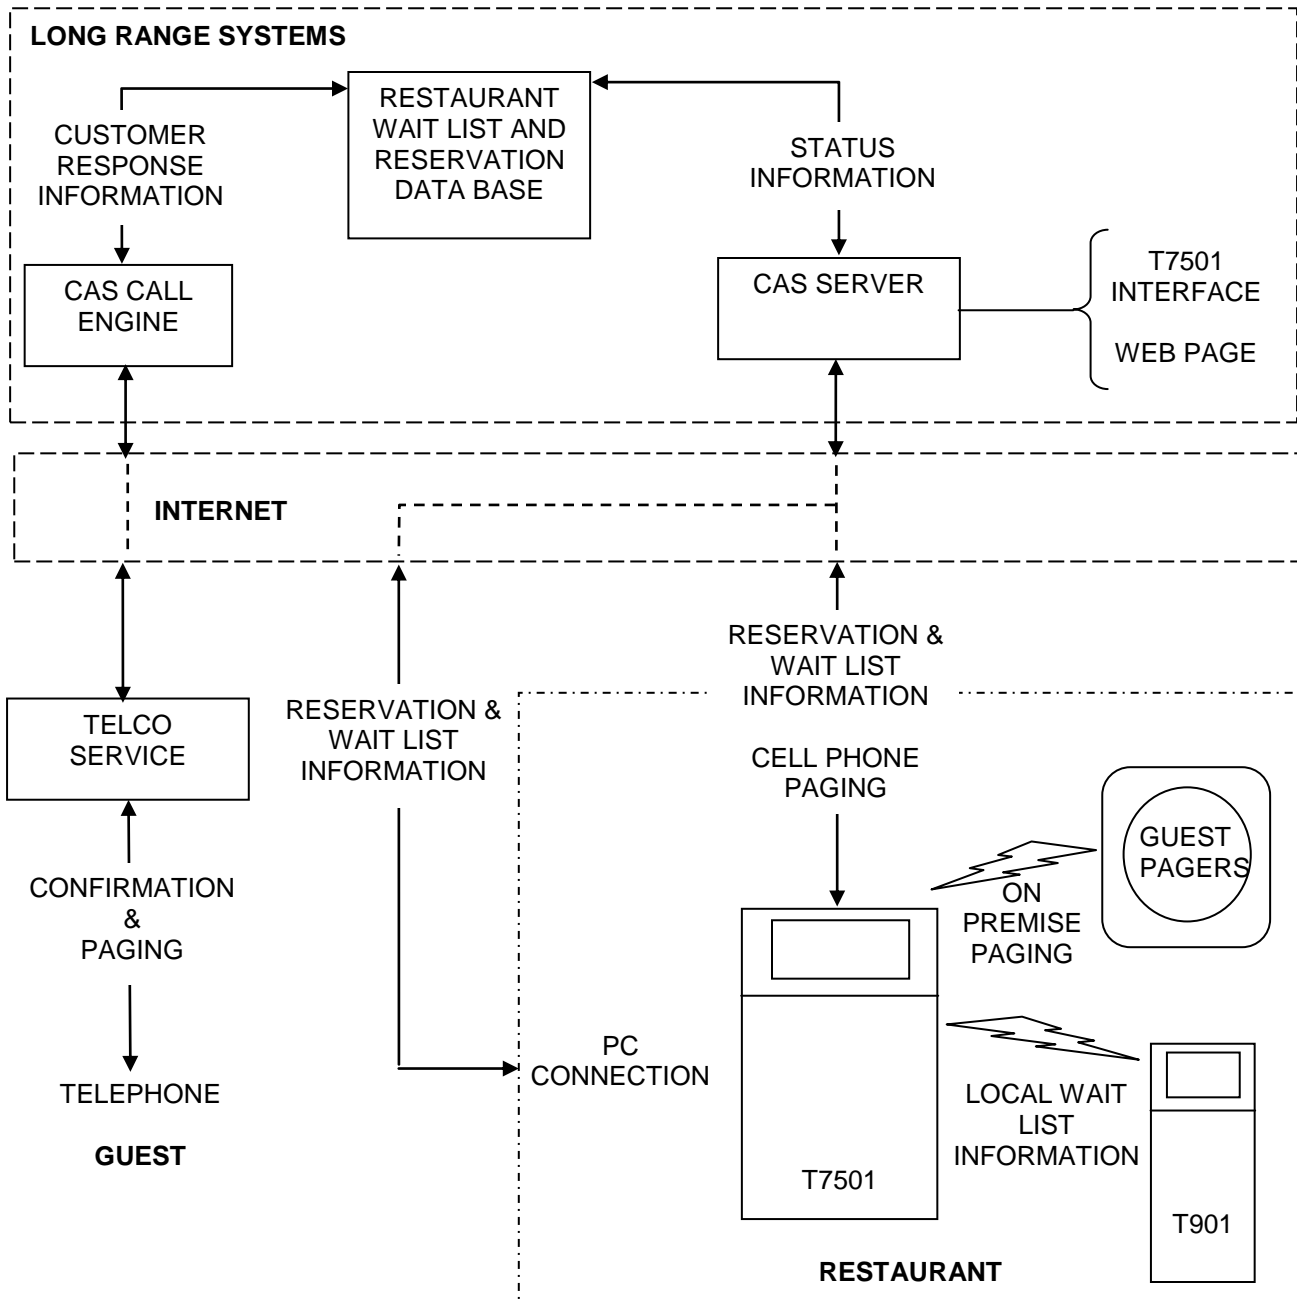 LONG RANGE SYSTEMS
RESTAURANT
WAIT LIST AND
RESERVATION
DATA BASE
CUSTOMER
RESPONSE
INFORMATION
STATUS
INFORMATION
CAS CALL
ENGINE
CAS SERVER
T7501
INTERFACE
WEB PAGE
INTERNET
TELCO
SERVICE
RESERVATION &
WAIT LIST
INFORMATION
RESERVATION &
WAIT LIST
INFORMATION
CELL PHONE
PAGING
GUEST
PAGERS
ON
PREMISE
PAGING
CONFIRMATION
&
PAGING
TELEPHONE
GUEST
PC
CONNECTION
LOCAL WAIT
LIST
INFORMATION
T7501
T901
RESTAURANT